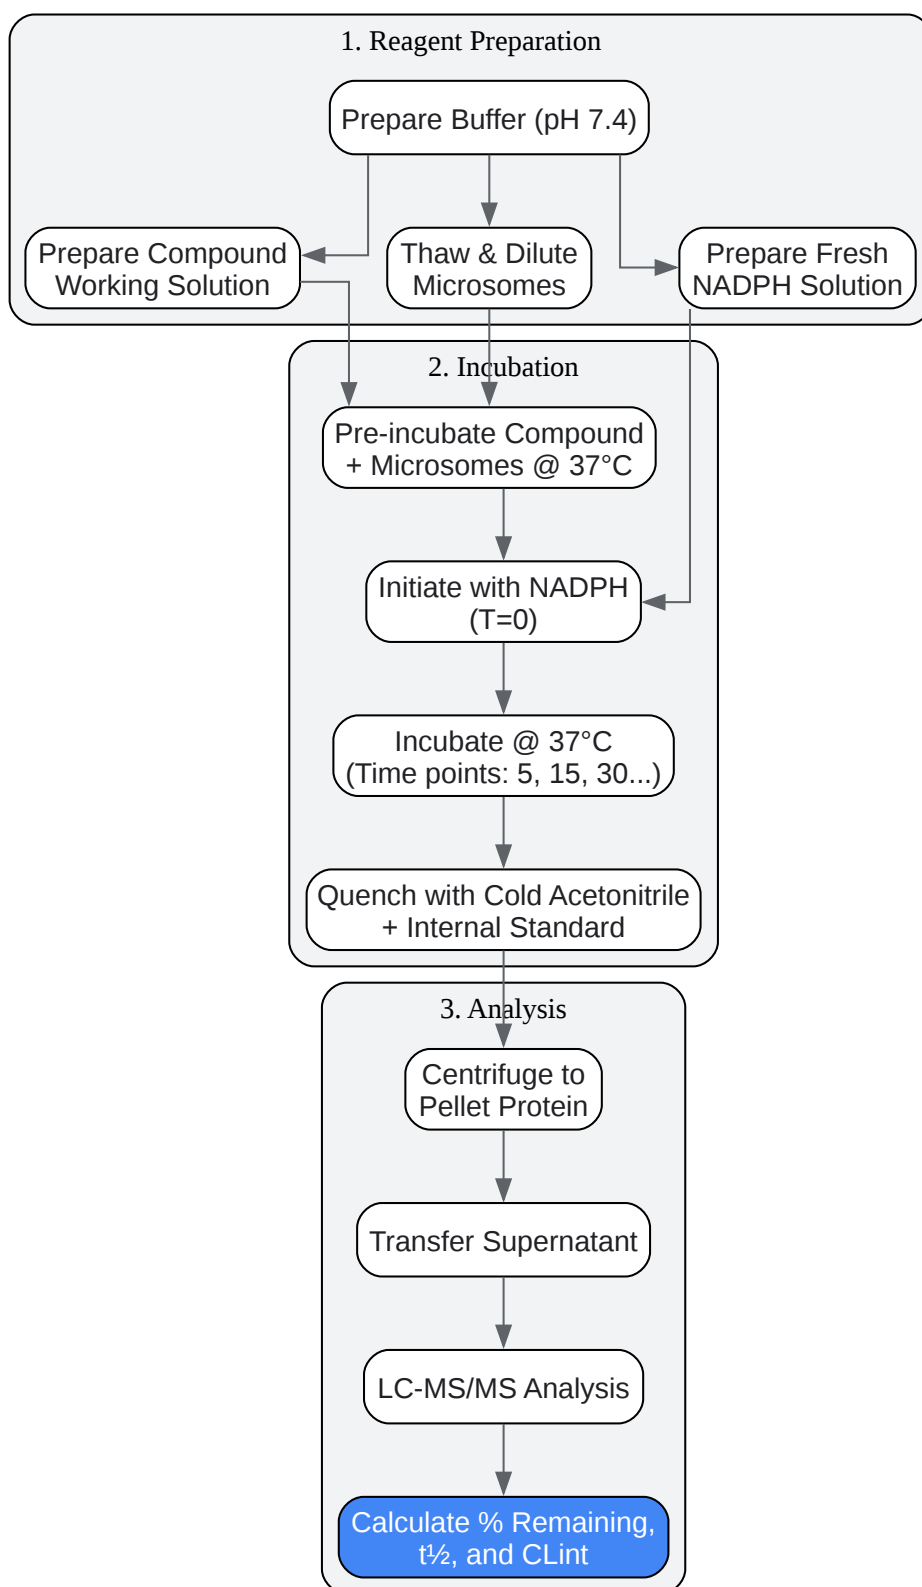 1. Reagent Preparation
Prepare Buffer (pH 7.4)
Prepare Compound
Working Solution
Thaw & Dilute
Microsomes
Prepare Fresh
NADPH Solution
2. Incubation
Pre-incubate Compound
+ Microsomes @ 37°C
Initiate with NADPH
(T=0)
Incubate @ 37°C
(Time points: 5, 15, 30...)
Quench with Cold Acetonitrile
+ Internal Standard
3. Analysis
Centrifuge to
Pellet Protein
Transfer Supernatant
LC-MS/MS Analysis
Calculate % Remaining,
t½, and CLint